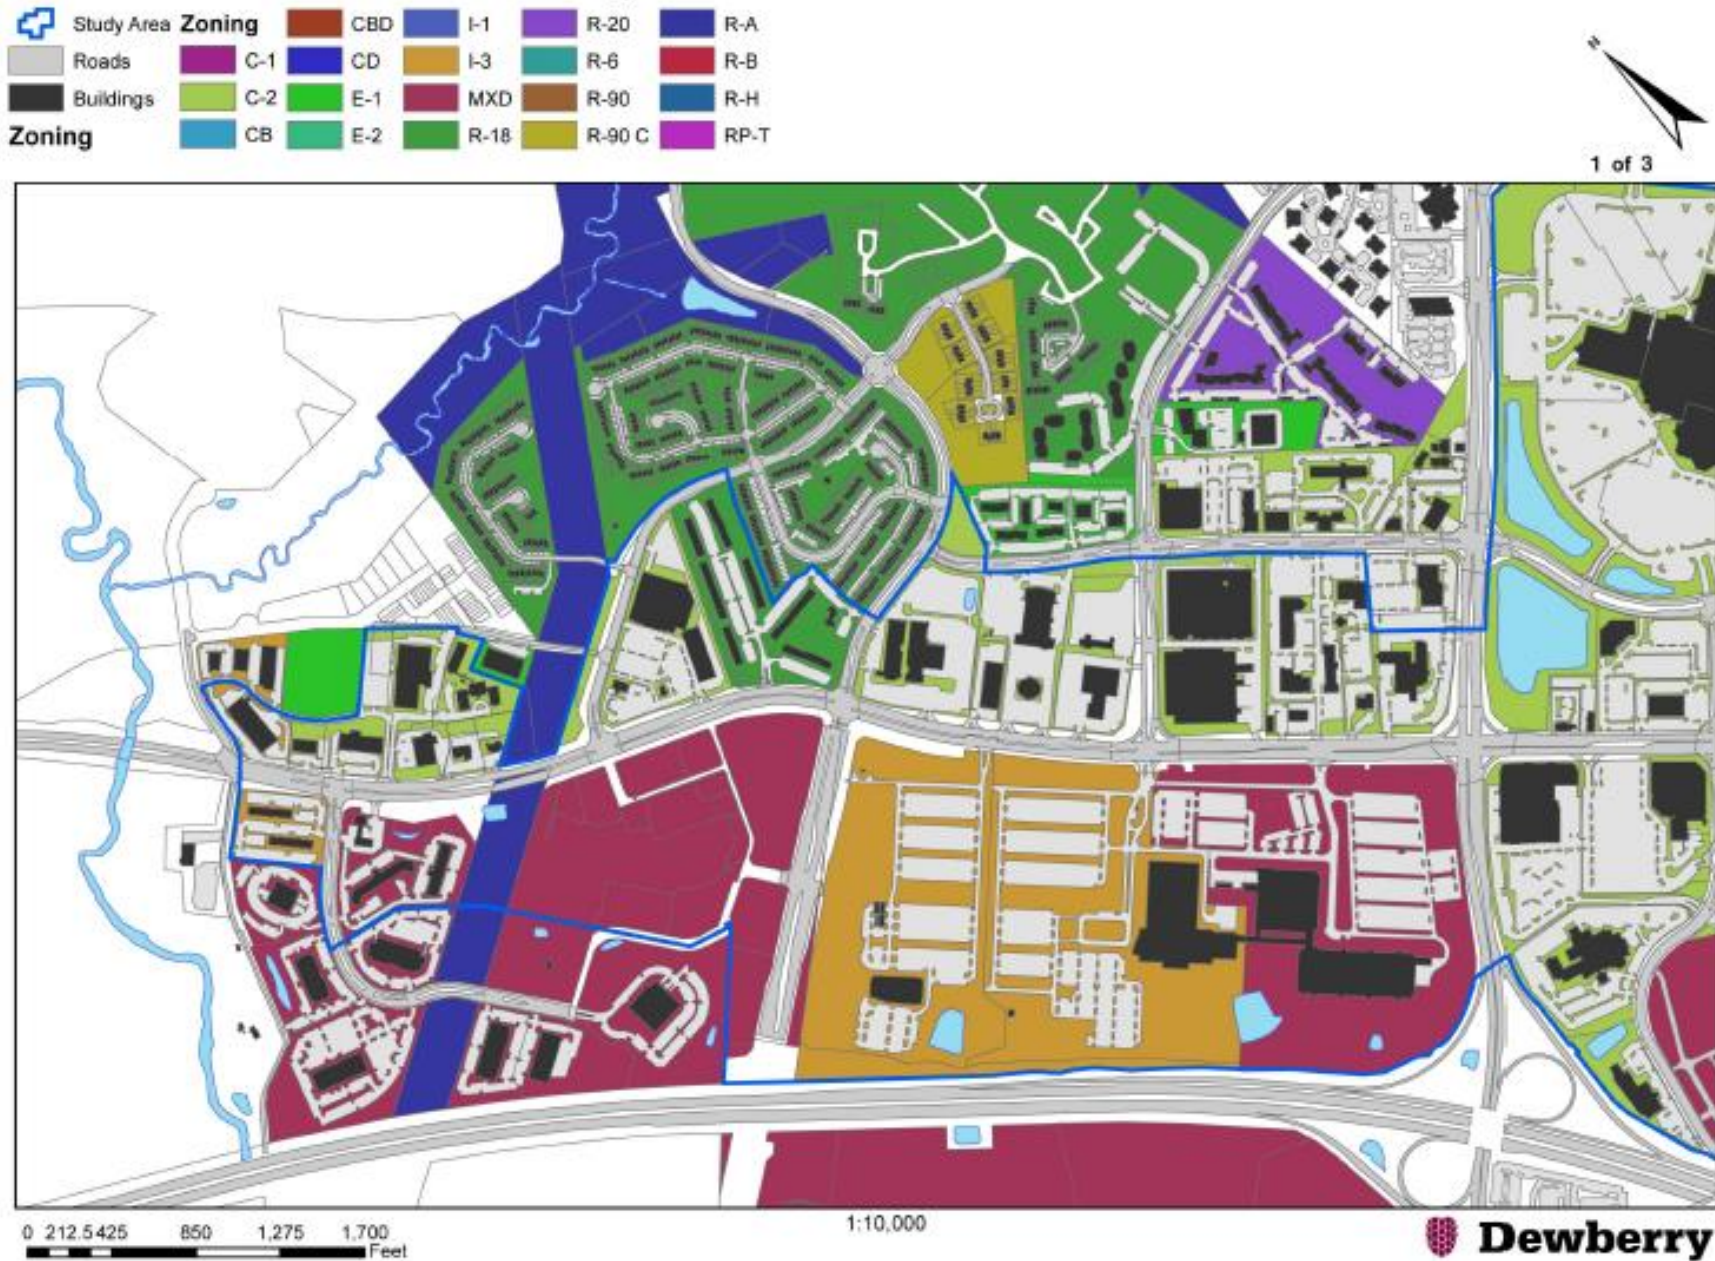 Study Area Zoning CBD I-1 R-20 R-A
Roads C-1 CD I-3 R-6 R-B
Buildings C-2 E-1 MXD R-90 R-H
Zoning CB E-2 R-18 R-90 C RP-T
N
1 of 3
0 212.5 425 850 1,275 1,700
Feet
1:10,000
Dewberry